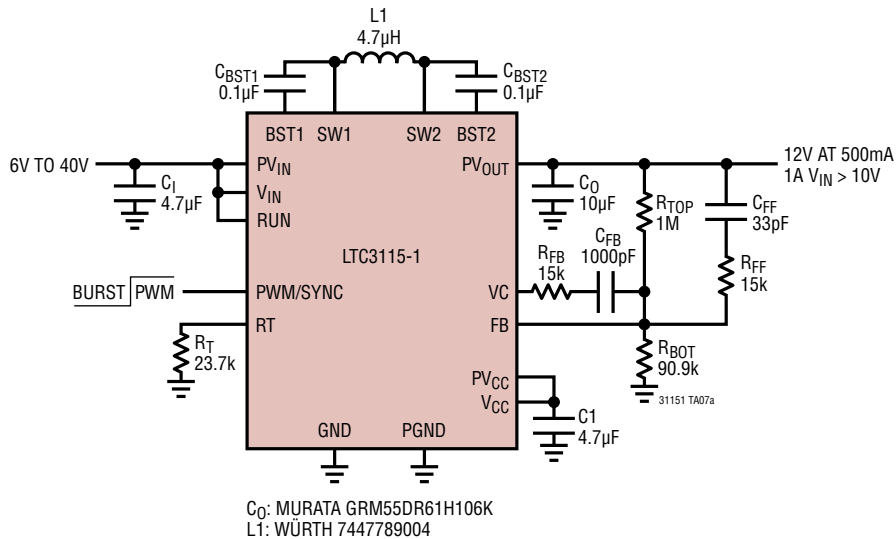 L1
4.7µH
CBST1
0.1µF
CBST2
0.1µF
BST1 SW1 SW2 BST2
6V TO 40V
PVIN
PVOUT
12V AT 500mA
1A VIN > 10V
CI
4.7µF
VIN
RUN
CO
10µF
RTOP
1M
CFF
33pF
LTC3115-1
RFB
15k
CFB
1000pF
RFF
15k
BURST PWM
PWM/SYNC
VC
RT
FB
RT
23.7k
RBOT
90.9k
PVCC
VCC
31151 TA07a
C1
4.7µF
GND PGND
CO: MURATA GRM55DR61H106K
L1: WÜRTH 7447789004